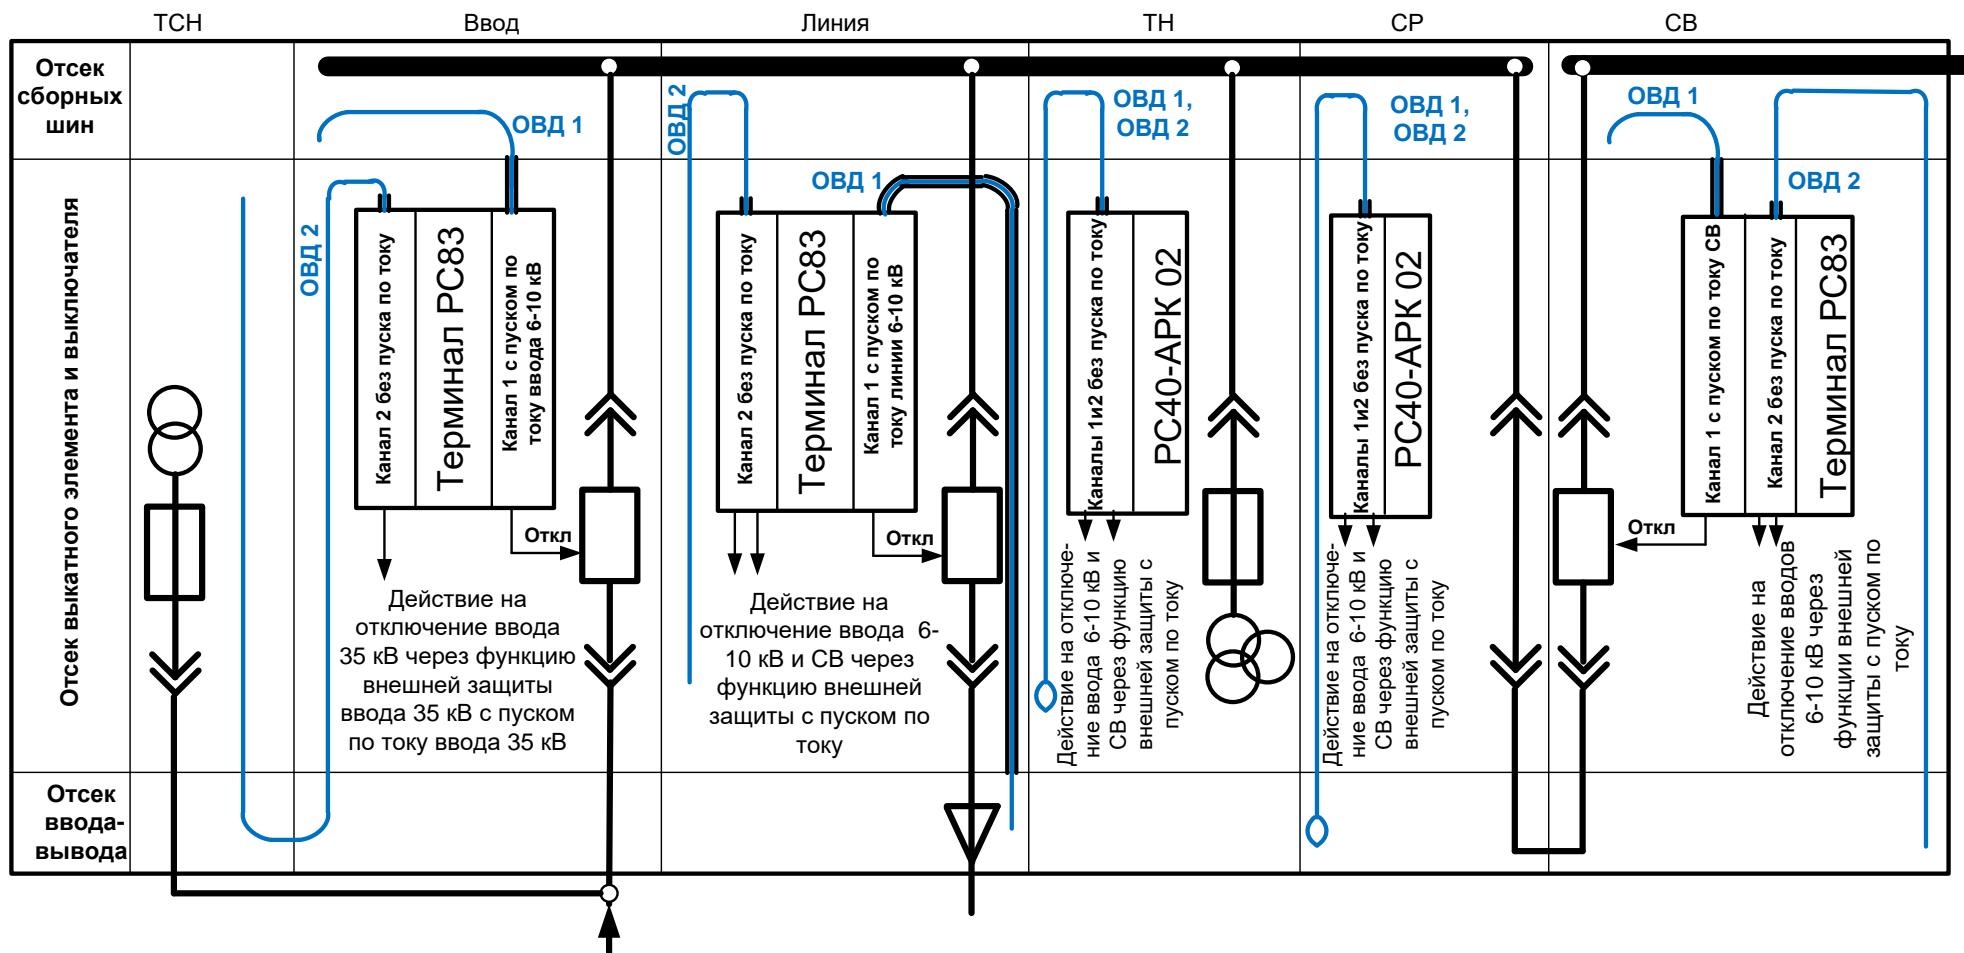 ТСН
Ввод
Линия
ТН
СР
СВ
Отсек
сборных
шин
ОВД 1
ОВД 2
ОВД 1,
ОВД 2
ОВД 1,
ОВД 2
ОВД 1
Отсек выкатного элемента и выключателя
ОВД 2
Канал 2 без пуска по току
Терминал РС83
Канал 1 с пуском по
току ввода 6-10 кВ
Откл
Действие на
отключение ввода
35 кВ через функцию
внешней защиты
ввода 35 кВ с пуском
по току ввода 35 кВ
ОВД 1
Канал 2 без пуска по току
Терминал РС83
Канал 1 с пуском по
току линии 6-10 кВ
Откл
Действие на
отключение ввода  6-
10 кВ и СВ через
функцию внешней
защиты с пуском по
току
Каналы 1и2 без пуска по току
РС40-АРК 02
Действие на отключе-
ние ввода  6-10 кВ и
СВ через функцию
внешней защиты с
пуском по току
Каналы 1и2 без пуска по току
РС40-АРК 02
Действие на отключе-
ние ввода  6-10 кВ и
СВ через функцию
внешней защиты с
пуском по току
ОВД 2
Канал 1 с пуском по току СВ
Канал 2 без пуска по току
Терминал РС83
Откл
Действие на
отключение вводов
6-10 кВ через
функции внешней
защиты с пуском по
току
Отсек
ввода-
вывода